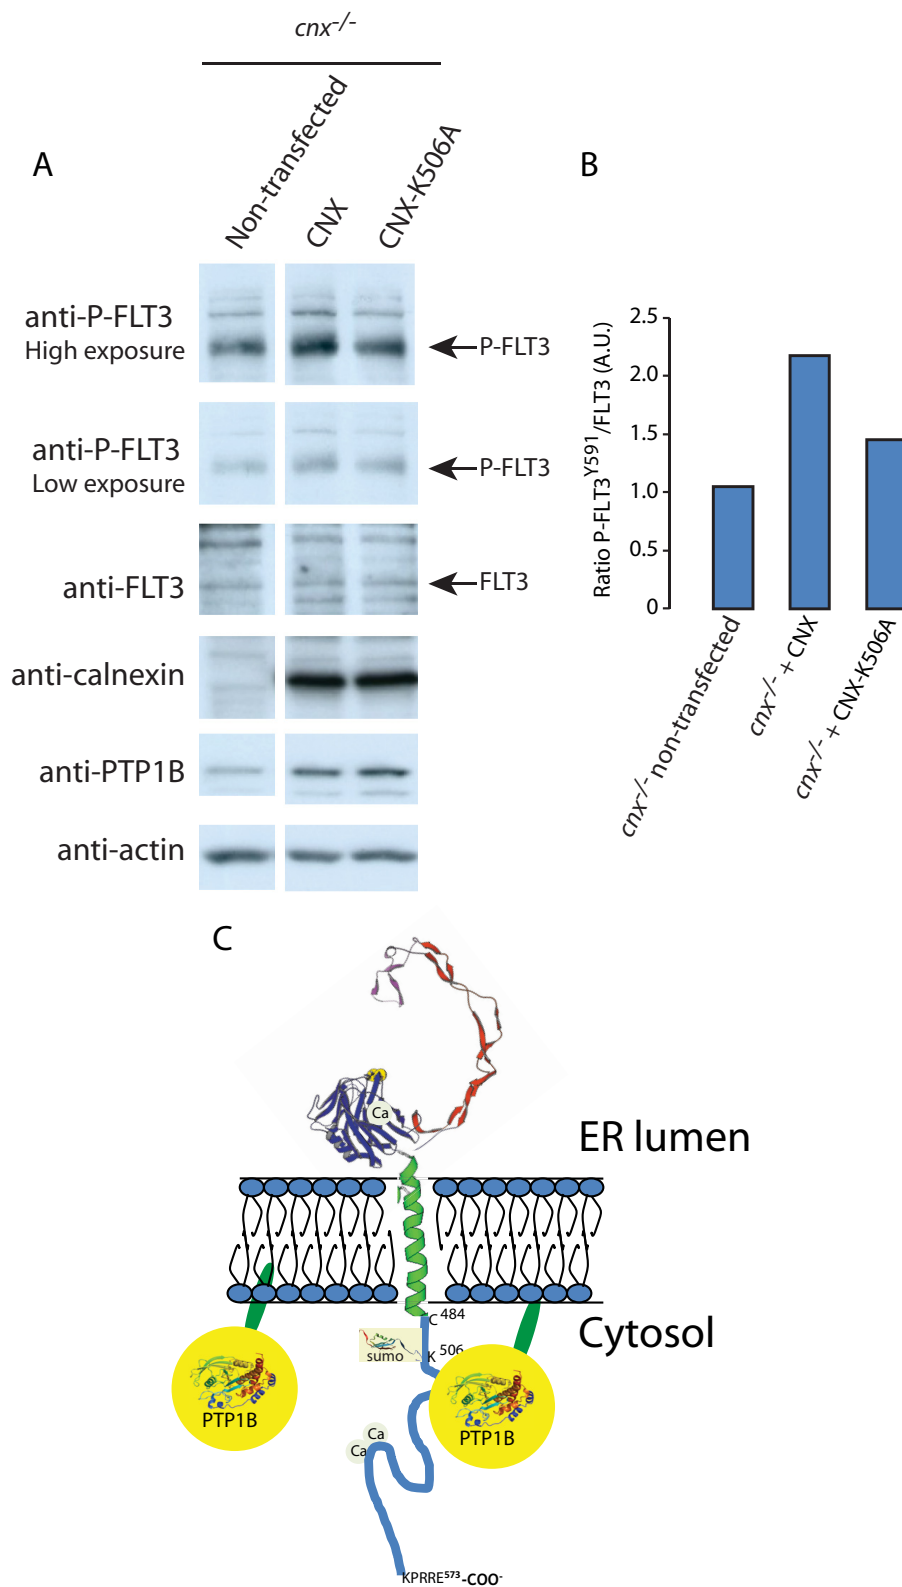 cnx-/-
A
Non-transfected
CNX
CNX-K506A
anti-P-FLT3
High exposure
P-FLT3
anti-P-FLT3
Low exposure
P-FLT3
anti-FLT3
FLT3
anti-calnexin
anti-PTP1B
anti-actin
B
Ratio P-FLT3Y591/FLT3 (A.U.)
2.5
2.0
1.5
1.0
0.5
0
cnx-/- non-transfected
cnx-/- + CNX
cnx-/- + CNX-K506A
C
Ca
ER lumen
C 484
Cytosol
sumo
K 506
PTP1B
PTP1B
Ca
Ca
KPRRE573-COO-